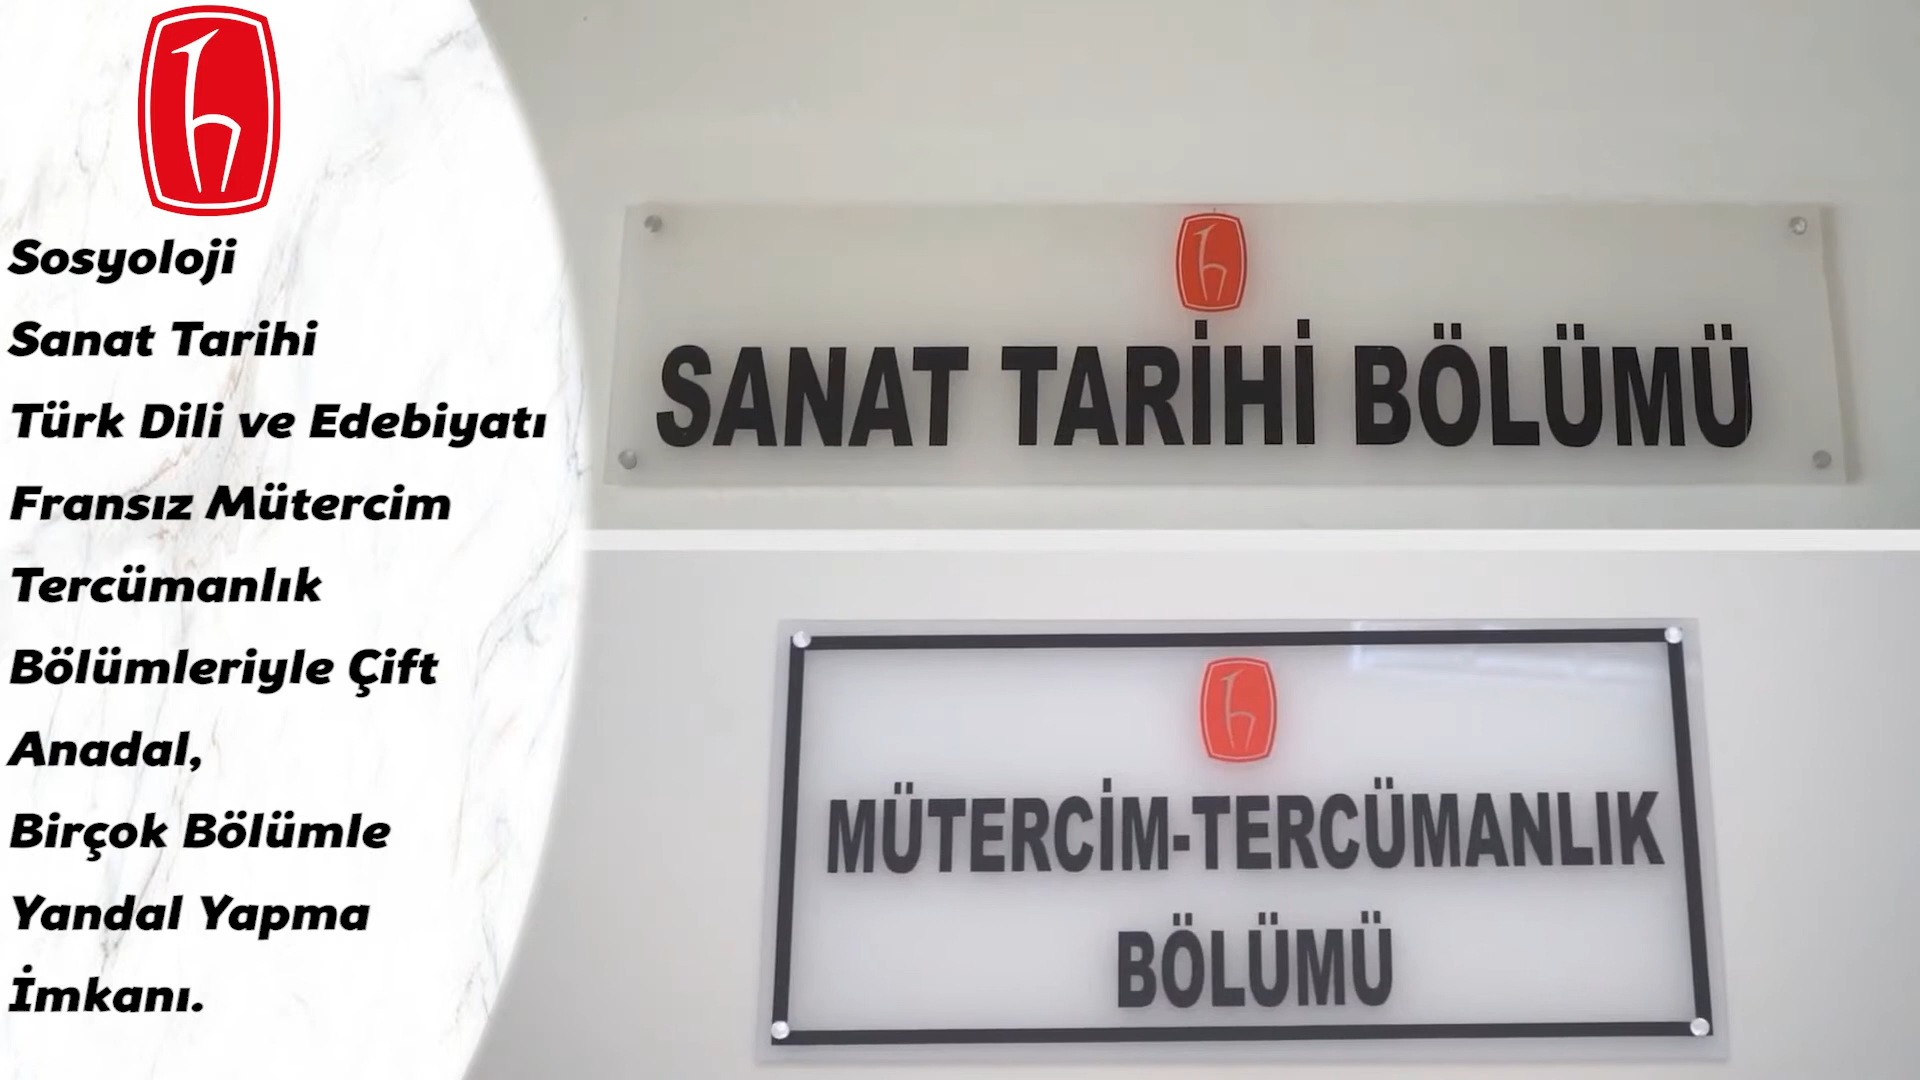 Sosyoloji
Sanat Tarihi
Türk Dili ve Edebiyatı
Fransız Mütercim
Tercümanlık
Bölümleriyle Çift
Anadal,
Birçok Bölümle
Yandal Yapma
İmkanı.
SANAT TARİHİ BÖLÜMÜ
MÜTERCİM-TERCÜMANLIK
BÖLÜMÜ